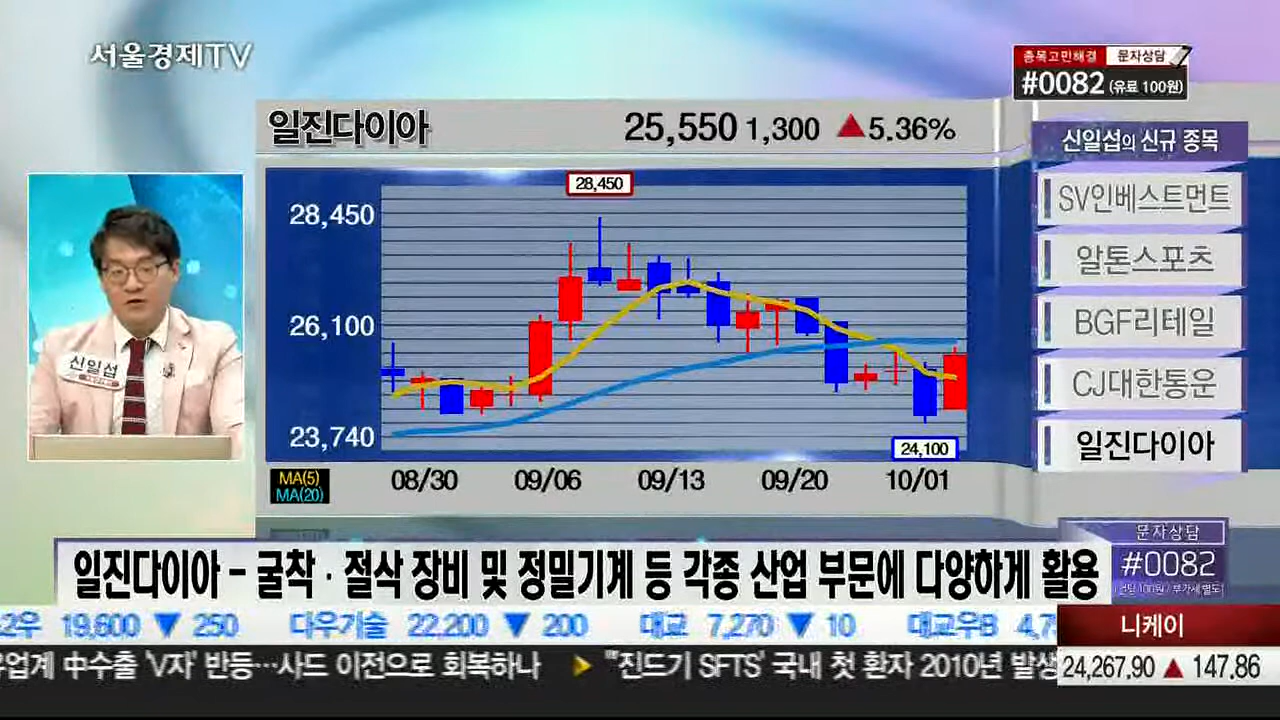 서울경제TV
종목고민해결 문자상담
#0082 (유료 100원)
일진다이아 25,550 1,300 ▲5.36%
신일섭의 신규 종목
SV인베스트먼트
알톤스포츠
BGF리테일
CJ대한통운
일진다이아
28,450
28,450
26,100
23,740
24,100
신일섭
MA(5)
MA(20)
08/30 09/06 09/13 09/20 10/01
일진다이아 - 굴착·절삭 장비 및 정밀기계 등 각종 산업 부문에 다양하게 활용
문자상담
#0082
19,600 ▼ 250 다우기술 22,200 ▼ 200 대교 7,270 ▼ 10 대교우B
니케이
업계 中수출 'V자' 반등…사드 이전으로 회복하나 ▶ "'진드기 SFTS' 국내 첫 환자 2010년 발생
24,267.90 ▲ 147.86